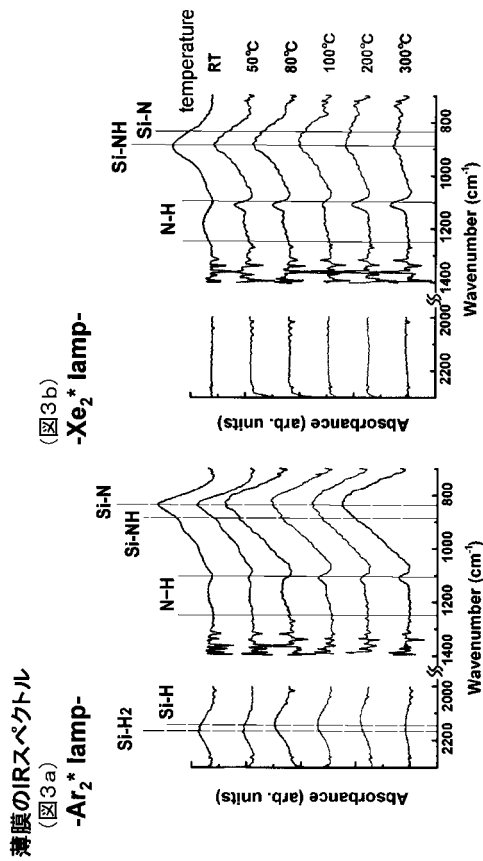 薄膜のIRスペクトル
(図3a)
-Ar₂* lamp-
Si-H2
Si-H
N-H
Si-NH
Si-N
Absorbance (arb. units)
2200
2000
1400
1200
1000
800
Wavenumber (cm⁻¹)
(図3b)
-Xe₂* lamp-
N-H
Si-NH
Si-N
temperature
RT
50℃
80℃
100℃
200℃
300℃
Absorbance (arb. units)
2200
2000
1400
1200
1000
800
Wavenumber (cm⁻¹)